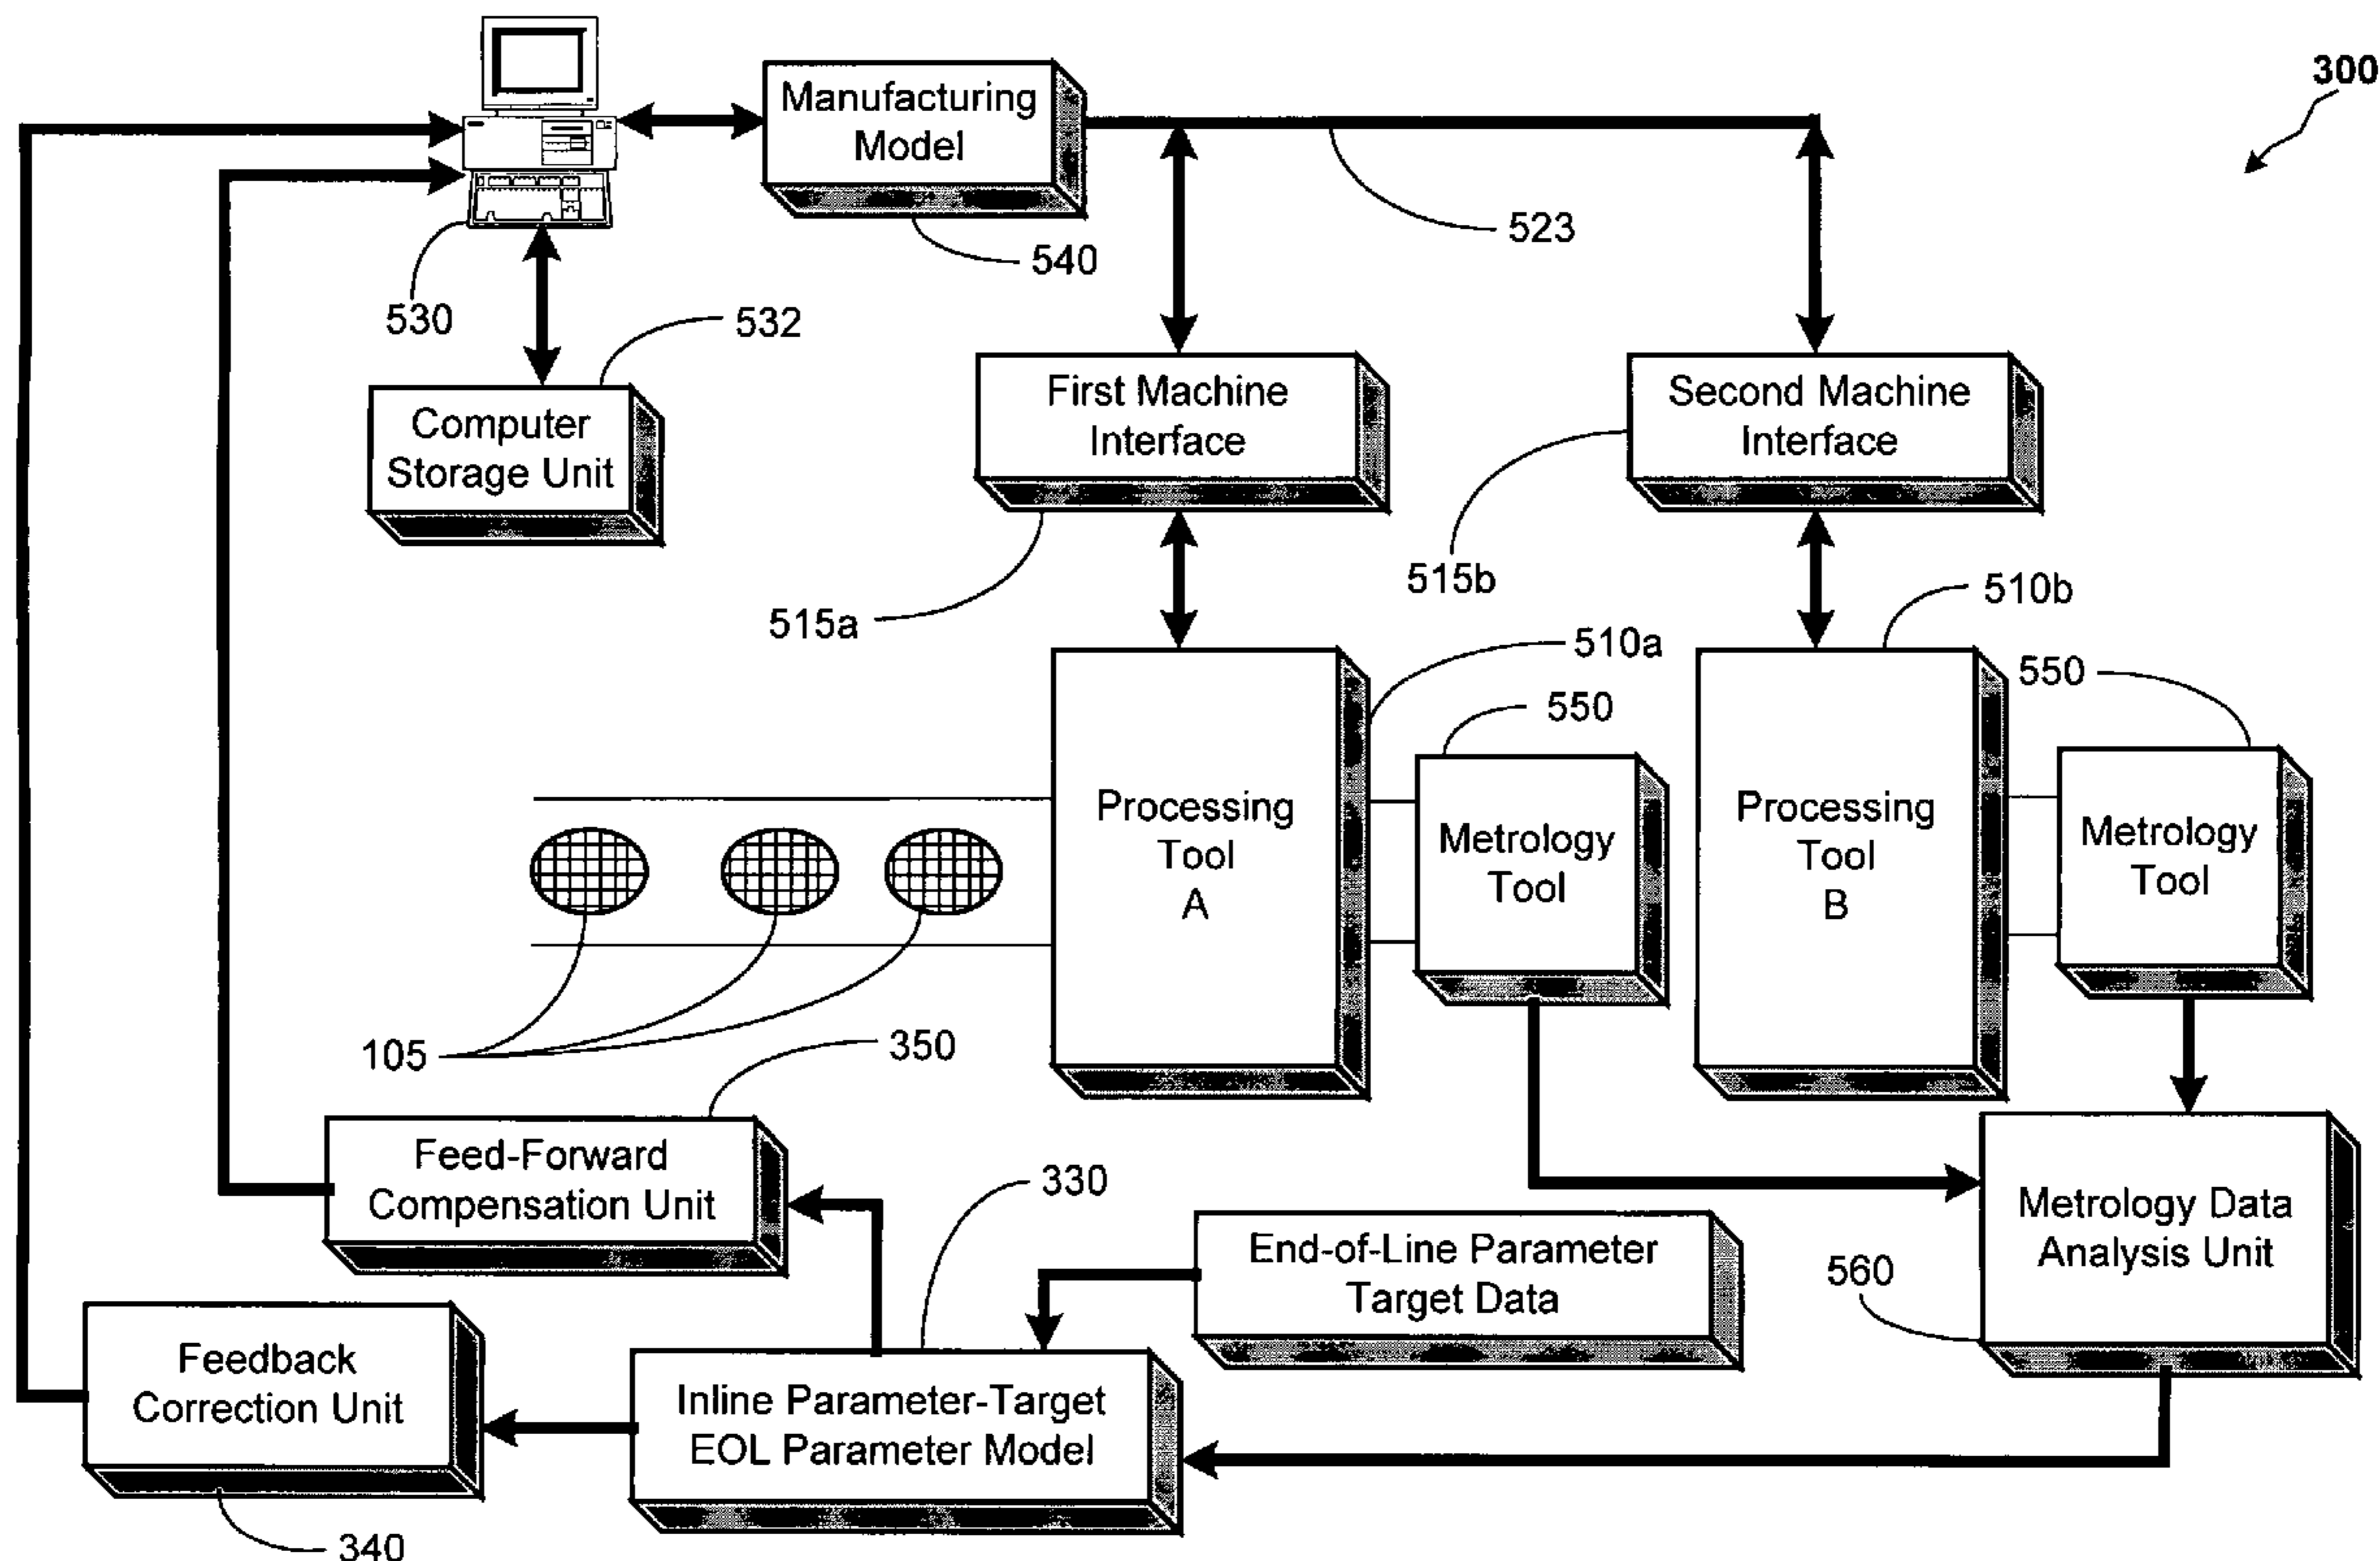 300
Manufacturing
Model
523
540
530
532
First Machine
Interface
Second Machine
Interface
Computer
Storage Unit
515b
510b
515a
510a
550
550
Processing
Tool
A
Metrology
Tool
Processing
Tool
B
Metrology
Tool
105
350
Feed-Forward
Compensation Unit
330
Metrology Data
Analysis Unit
End-of-Line Parameter
Target Data
560
Feedback
Correction Unit
Inline Parameter-Target
EOL Parameter Model
340